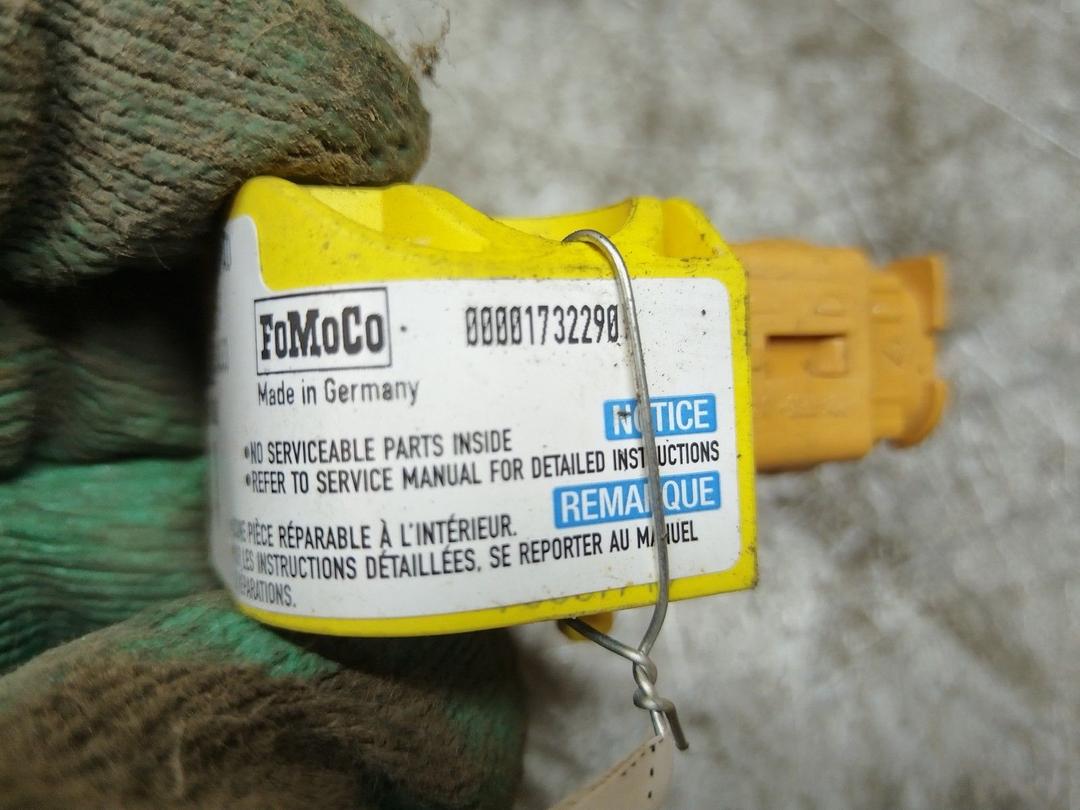 FoMoCo
00001732290
Made in Germany
NOTICE
•NO SERVICEABLE PARTS INSIDE
•REFER TO SERVICE MANUAL FOR DETAILED INSTRUCTIONS
REMARQUE
PIÈCE RÉPARABLE À L'INTÉRIEUR.
LES INSTRUCTIONS DÉTAILLÉES, SE REPORTER AU MANUEL
RÉPARATIONS.